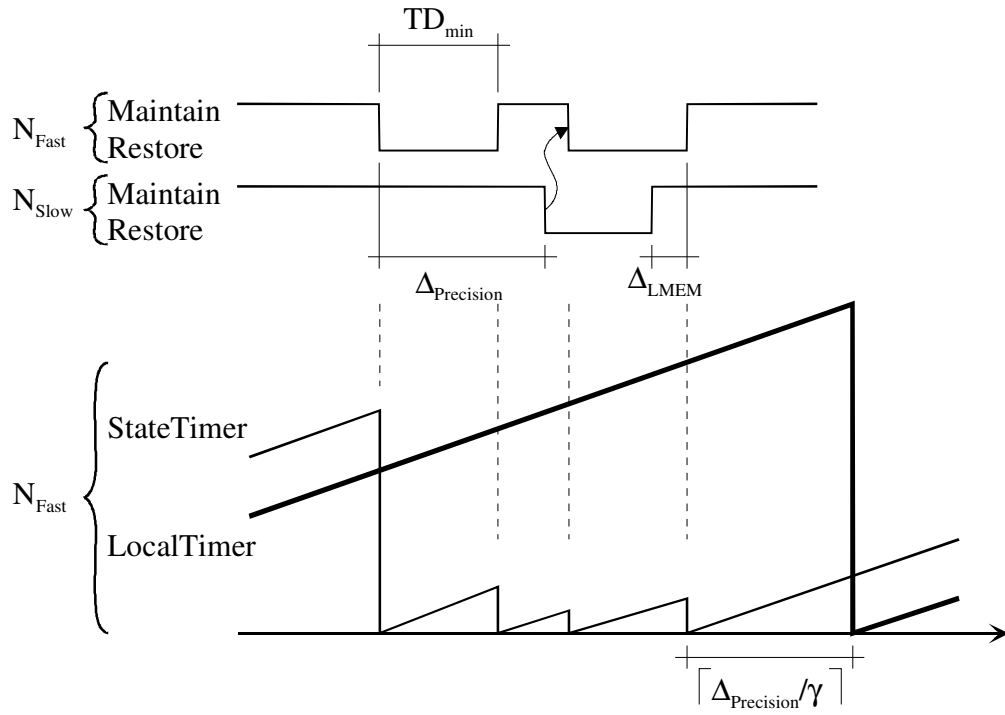 TD_min
N_Fast { Maintain
Restore
N_Slow { Maintain
Restore
Δ_Precision
Δ_LMEM
StateTimer
N_Fast {
LocalTimer
⌈Δ_Precision/γ⌉